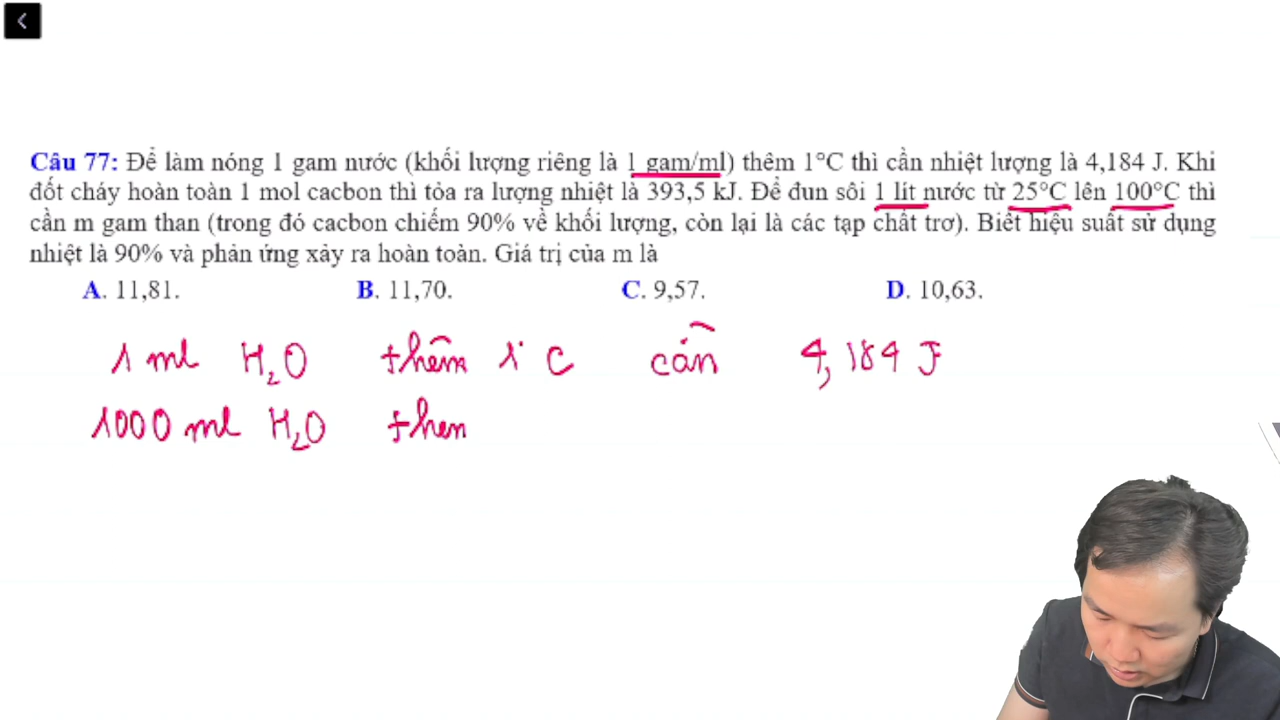 Câu 77: Để làm nóng 1 gam nước (khối lượng riêng là 1 gam/ml) thêm 1°C thì cần nhiệt lượng là 4,184 J. Khi
đốt cháy hoàn toàn 1 mol cacbon thì tỏa ra lượng nhiệt là 393,5 kJ. Để đun sôi 1 lít nước từ 25°C lên 100°C thì
cần m gam than (trong đó cacbon chiếm 90% về khối lượng, còn lại là các tạp chất trơ). Biết hiệu suất sử dụng
nhiệt là 90% và phản ứng xảy ra hoàn toàn. Giá trị của m là
A. 11,81. B. 11,70. C. 9,57. D. 10,63.
1 ml H₂O thêm 1° C cần 4,184 J
1000 ml H₂O then